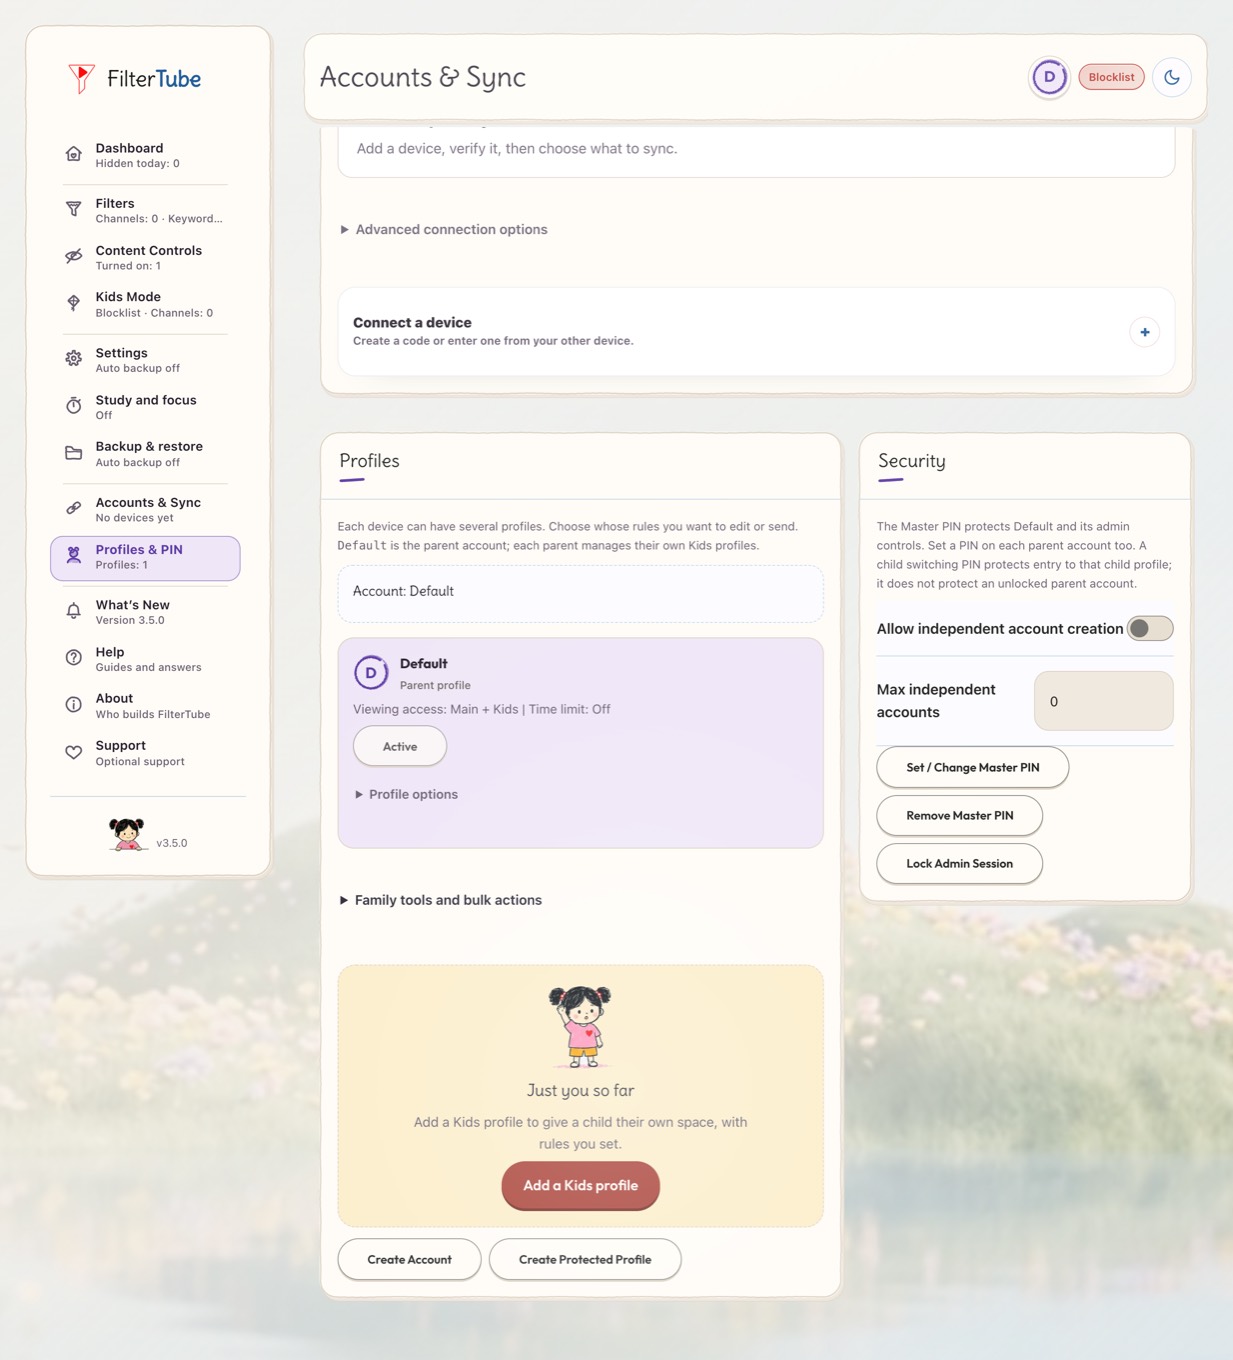 FilterTube
Dashboard
Hidden today: 0
Filters
Channels: 0 · Keyword...
Content Controls
Turned on: 1
Kids Mode
Blocklist · Channels: 0
Settings
Auto backup off
Study and focus
Off
Backup & restore
Auto backup off
Accounts & Sync
No devices yet
Profiles & PIN
Profiles: 1
What's New
Version 3.5.0
Help
Guides and answers
About
Who builds FilterTube
Support
Optional support
v3.5.0
Accounts & Sync
D
Blocklist
Add a device, verify it, then choose what to sync.
Advanced connection options
Connect a device
Create a code or enter one from your other device.
+
Profiles
Each device can have several profiles. Choose whose rules you want to edit or send.
Default is the parent account; each parent manages their own Kids profiles.
Account: Default
D
Default
Parent profile
Viewing access: Main + Kids | Time limit: Off
Active
Profile options
Family tools and bulk actions
Just you so far
Add a Kids profile to give a child their own space, with
rules you set.
Add a Kids profile
Create Account
Create Protected Profile
Security
The Master PIN protects Default and its admin
controls. Set a PIN on each parent account too. A
child switching PIN protects entry to that child profile;
it does not protect an unlocked parent account.
Allow independent account creation
Max independent
accounts
0
Set / Change Master PIN
Remove Master PIN
Lock Admin Session